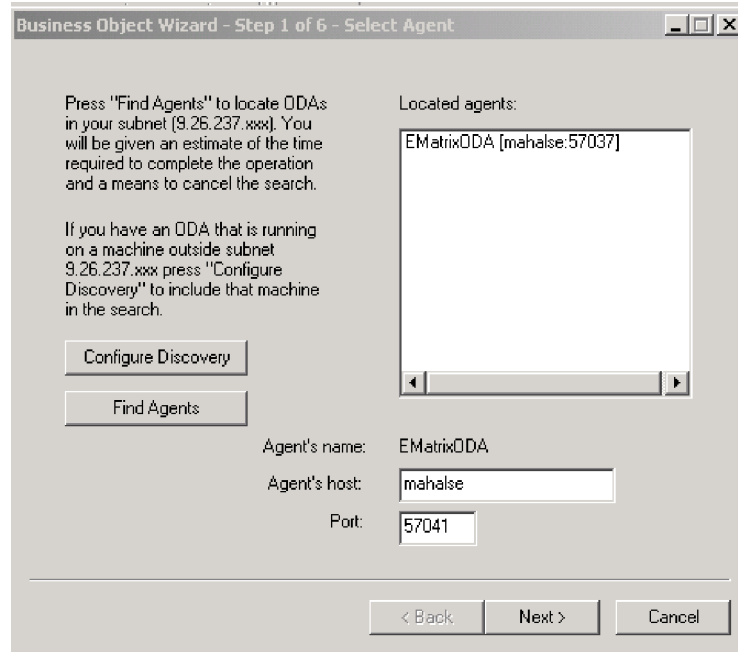 Business Object Wizard - Step 1 of 6 - Select Agent
Press "Find Agents" to locate ODAs
in your subnet (9.26.237.xxx). You
will be given an estimate of the time
required to complete the operation
and a means to cancel the search.
If you have an ODA that is running
on a machine outside subnet
9.26.237.xxx press "Configure
Discovery" to include that machine
in the search.
Configure Discovery
Find Agents
Located agents:
EMatrixODA [mahalse:57037]
Agent's name: EMatrixODA
Agent's host: mahalse
Port: 57041
< Back
Next >
Cancel